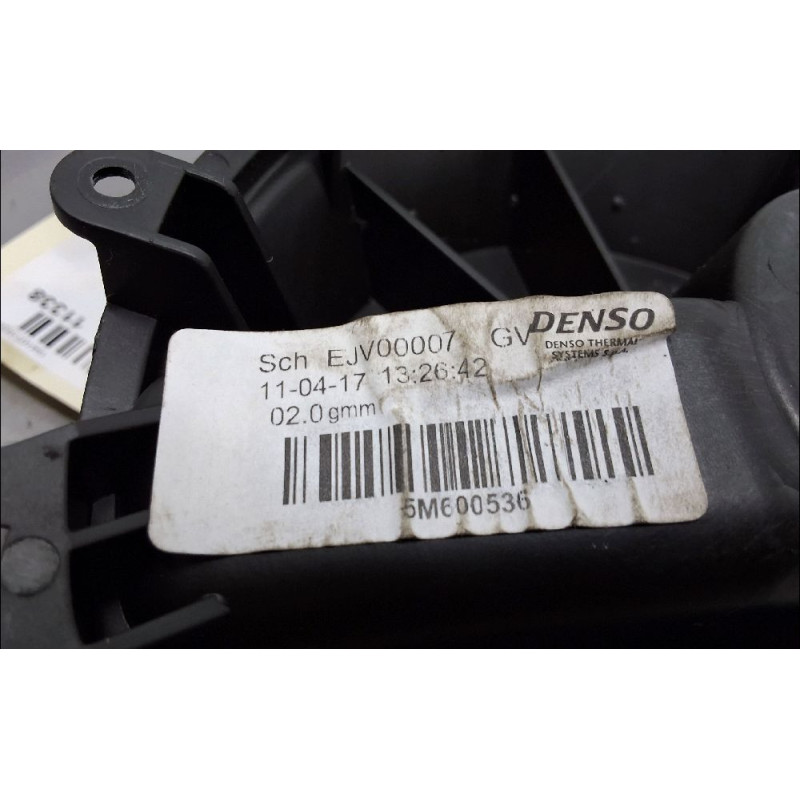 Sch EJV00007 GV
DENSO
DENSO THERMAL
SYSTEMS S.p.A.
11-04-17 13:26:42
02.0gmm
5M600536
11338